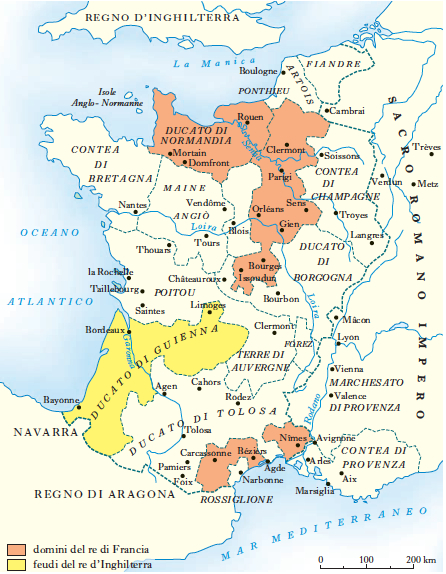 REGNO D'INGHILTERRA
La Manica
Boulogne
FIANDRE
ARTOIS
PONTHIEU
Isole
Anglo-Normanne
Rouen
Cambrai
SACRO ROMANO IMPERO
DUCATO DI
NORMANDIA
Senna
Clermont
Soissons
Trèves
CONTEA
DI
BRETAGNA
Mortain
Domfront
Parigi
CONTEA
DI
CHAMPAGNE
Verdun
Metz
MAINE
Vendôme
Orléans
Sens
Troyes
Nantes
ANGIÒ
Loira
Blois
Gien
Langres
OCEANO
ATLANTICO
Thouars
Tours
DUCATO
DI
BORGOGNA
la Rochelle
Taillebourg
Châteauroux
Bourges
Issoudun
POITOU
Bourbon
Loira
Saintes
Limoges
Mâcon
Bordeaux
Clermont
FOREZ
Lyon
Garonna
DUCATO DI GUIENNA
TERRE DI
ALVERGNE
Vienna
MARCHESATO
DI PROVENZA
Valence
Agen
Cahors
Rodez
Bayonne
DUCATO DI TOLOSA
Rodano
NAVARRA
Tolosa
Nîmes
Avignone
CONTEA DI
PROVENZA
Carcassonne
Béziers
Pamiers
Agde
Arles
Foix
Narbonne
Aix
Marsiglia
REGNO DI ARAGONA
ROSSIGLIONE
MAR MEDITERRANEO
domini del re di Francia
feudi del re d'Inghilterra
0 100 200 km